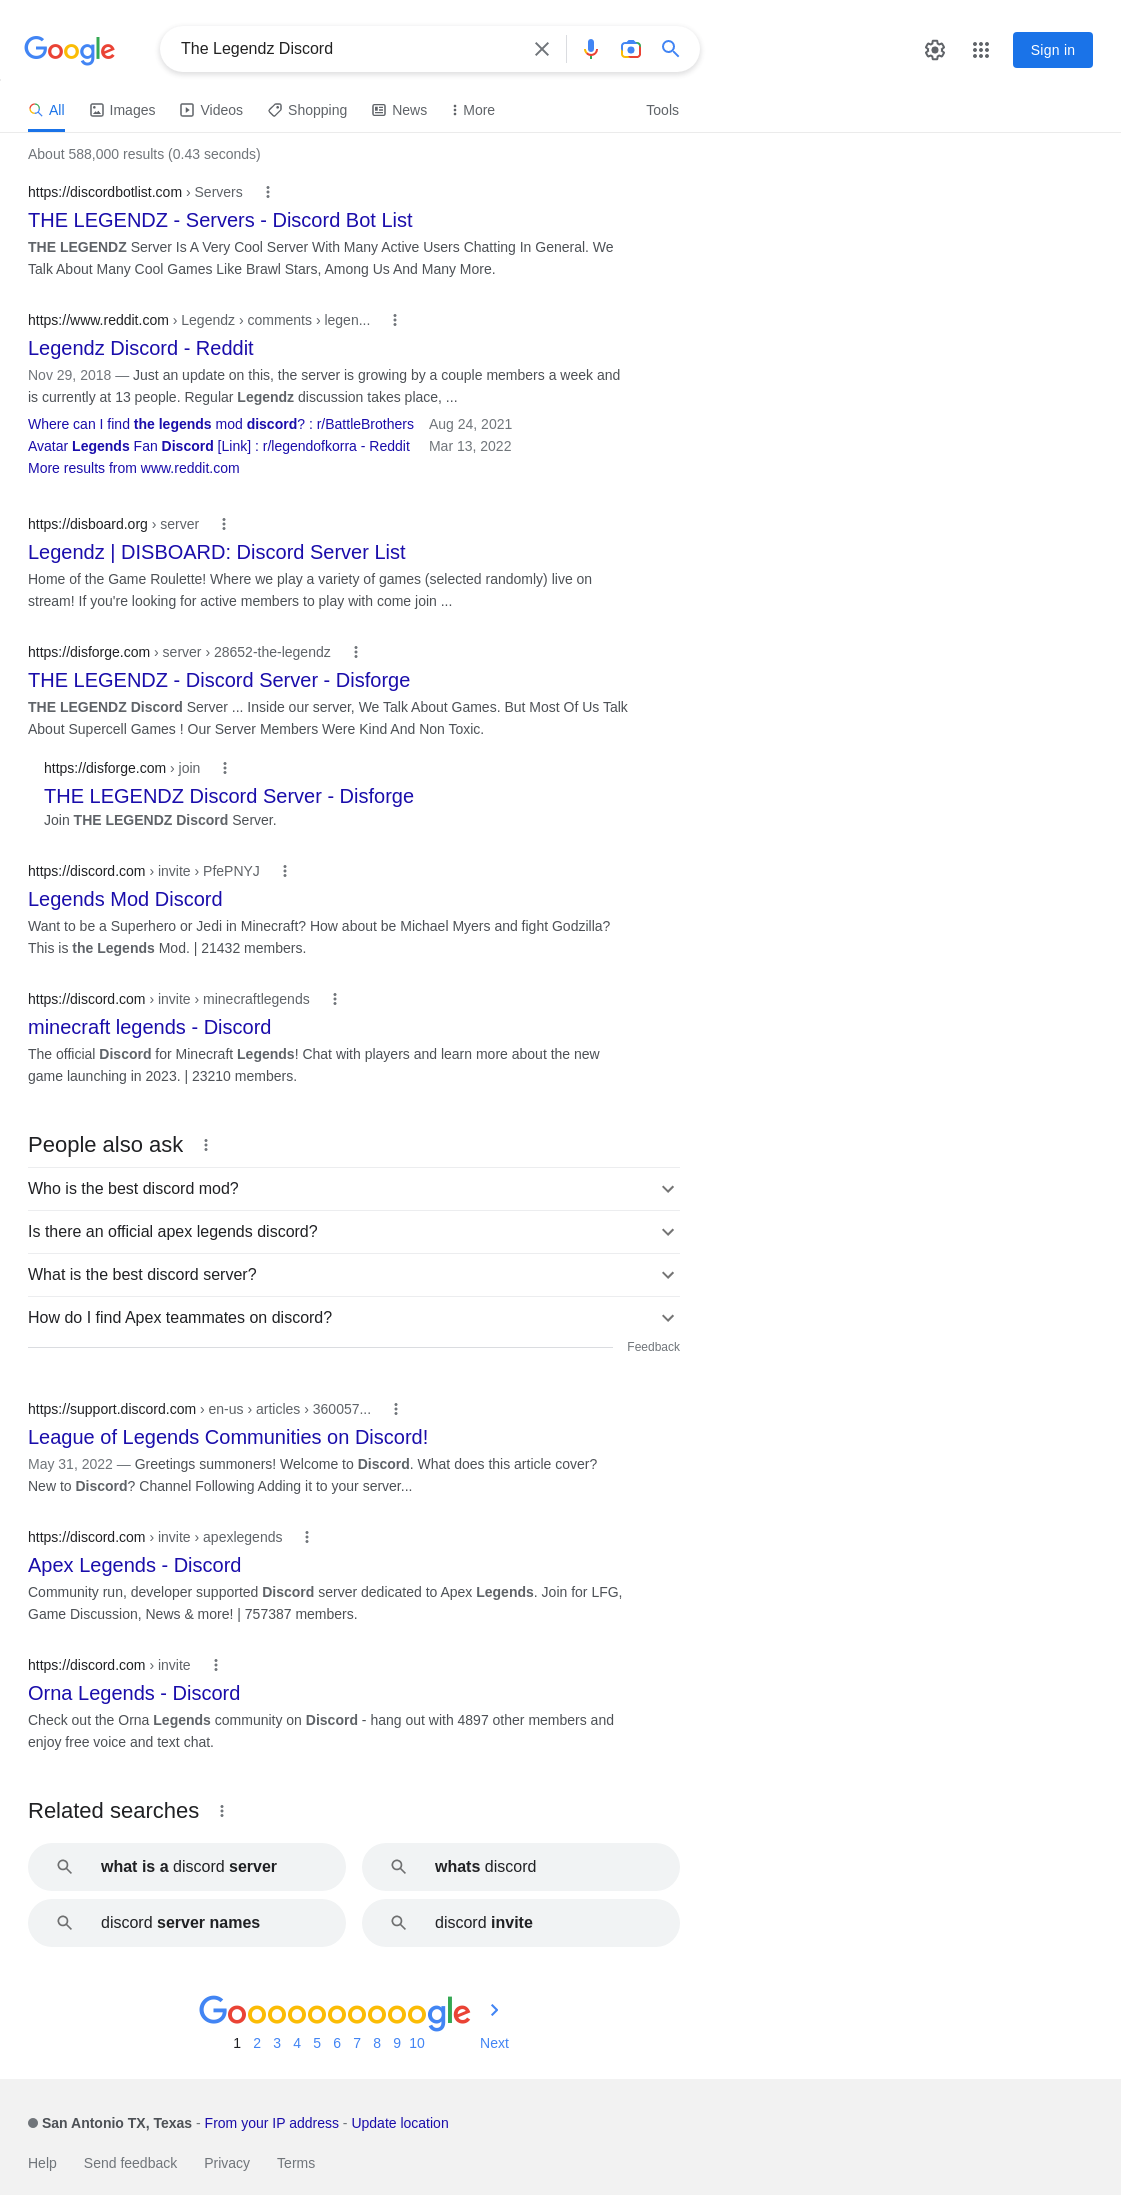 Google
The Legendz Discord
Sign in
All
Images
Videos
Shopping
News
More
Tools
About 588,000 results (0.43 seconds)
https://discordbotlist.com › Servers
THE LEGENDZ - Servers - Discord Bot List
THE LEGENDZ Server Is A Very Cool Server With Many Active Users Chatting In General. We
Talk About Many Cool Games Like Brawl Stars, Among Us And Many More.
https://www.reddit.com › Legendz › comments › legen...
Legendz Discord - Reddit
Nov 29, 2018 — Just an update on this, the server is growing by a couple members a week and
is currently at 13 people. Regular Legendz discussion takes place, ...
Where can I find the legends mod discord? : r/BattleBrothers Aug 24, 2021
Avatar Legends Fan Discord [Link] : r/legendofkorra - Reddit Mar 13, 2022
More results from www.reddit.com
https://disboard.org › server
Legendz | DISBOARD: Discord Server List
Home of the Game Roulette! Where we play a variety of games (selected randomly) live on
stream! If you're looking for active members to play with come join ...
https://disforge.com › server › 28652-the-legendz
THE LEGENDZ - Discord Server - Disforge
THE LEGENDZ Discord Server ... Inside our server, We Talk About Games. But Most Of Us Talk
About Supercell Games ! Our Server Members Were Kind And Non Toxic.
https://disforge.com › join
THE LEGENDZ Discord Server - Disforge
Join THE LEGENDZ Discord Server.
https://discord.com › invite › PfePNYJ
Legends Mod Discord
Want to be a Superhero or Jedi in Minecraft? How about be Michael Myers and fight Godzilla?
This is the Legends Mod. | 21432 members.
https://discord.com › invite › minecraftlegends
minecraft legends - Discord
The official Discord for Minecraft Legends! Chat with players and learn more about the new
game launching in 2023. | 23210 members.
People also ask
Who is the best discord mod?
Is there an official apex legends discord?
What is the best discord server?
How do I find Apex teammates on discord?
Feedback
https://support.discord.com › en-us › articles › 360057...
League of Legends Communities on Discord!
May 31, 2022 — Greetings summoners! Welcome to Discord. What does this article cover?
New to Discord? Channel Following Adding it to your server...
https://discord.com › invite › apexlegends
Apex Legends - Discord
Community run, developer supported Discord server dedicated to Apex Legends. Join for LFG,
Game Discussion, News & more! | 757387 members.
https://discord.com › invite
Orna Legends - Discord
Check out the Orna Legends community on Discord - hang out with 4897 other members and
enjoy free voice and text chat.
Related searches
what is a discord server
whats discord
discord server names
discord invite
Goooooooooogle
1 2 3 4 5 6 7 8 9 10 Next
San Antonio TX, Texas - From your IP address - Update location
Help Send feedback Privacy Terms